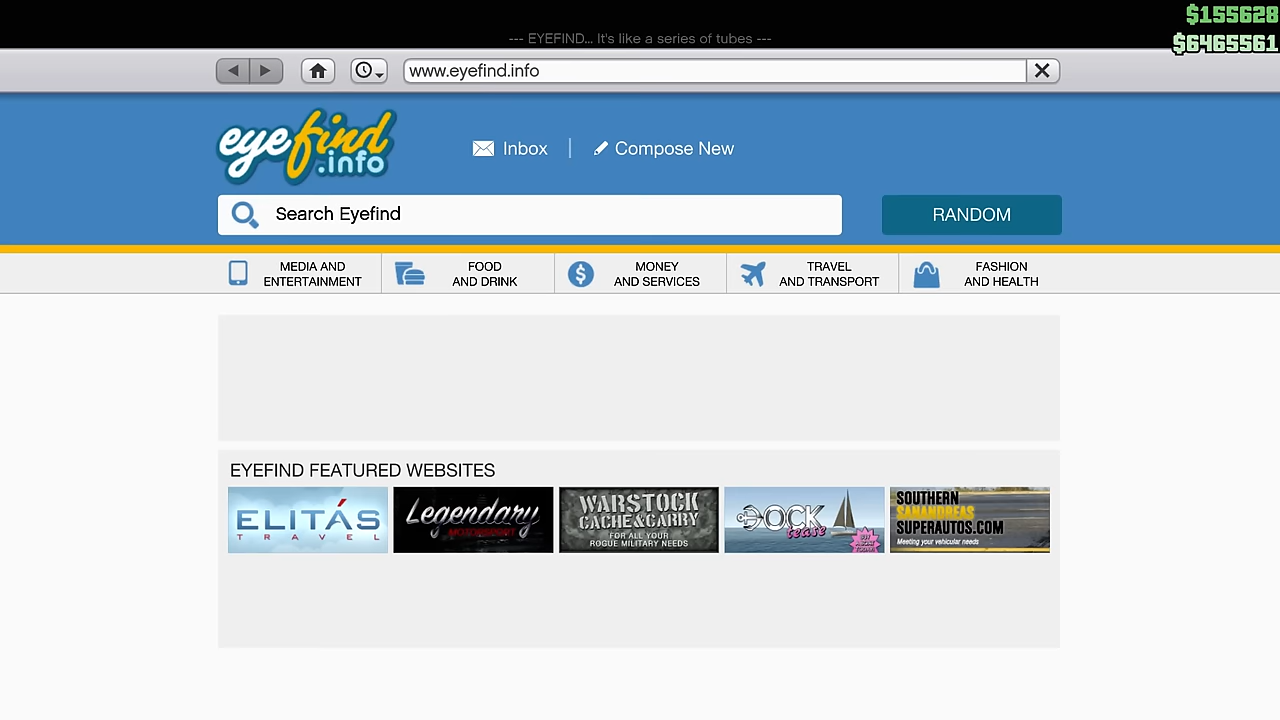 $155628
--- EYEFIND... It's like a series of tubes ---
$6465561
www.eyefind.info
eyefind
.info
Inbox
Compose New
Search Eyefind
RANDOM
MEDIA AND
ENTERTAINMENT
FOOD
AND DRINK
MONEY
AND SERVICES
TRAVEL
AND TRANSPORT
FASHION
AND HEALTH
EYEFIND FEATURED WEBSITES
ELITÁS
TRAVEL
Legendary
MOTORSPORT
WARSTOCK
CACHE&CARRY
FOR ALL YOUR
ROGUE MILITARY NEEDS
DOCK
tease
SOUTHERN
SANANDREAS
SUPERAUTOS.COM
Meeting your vehicular needs